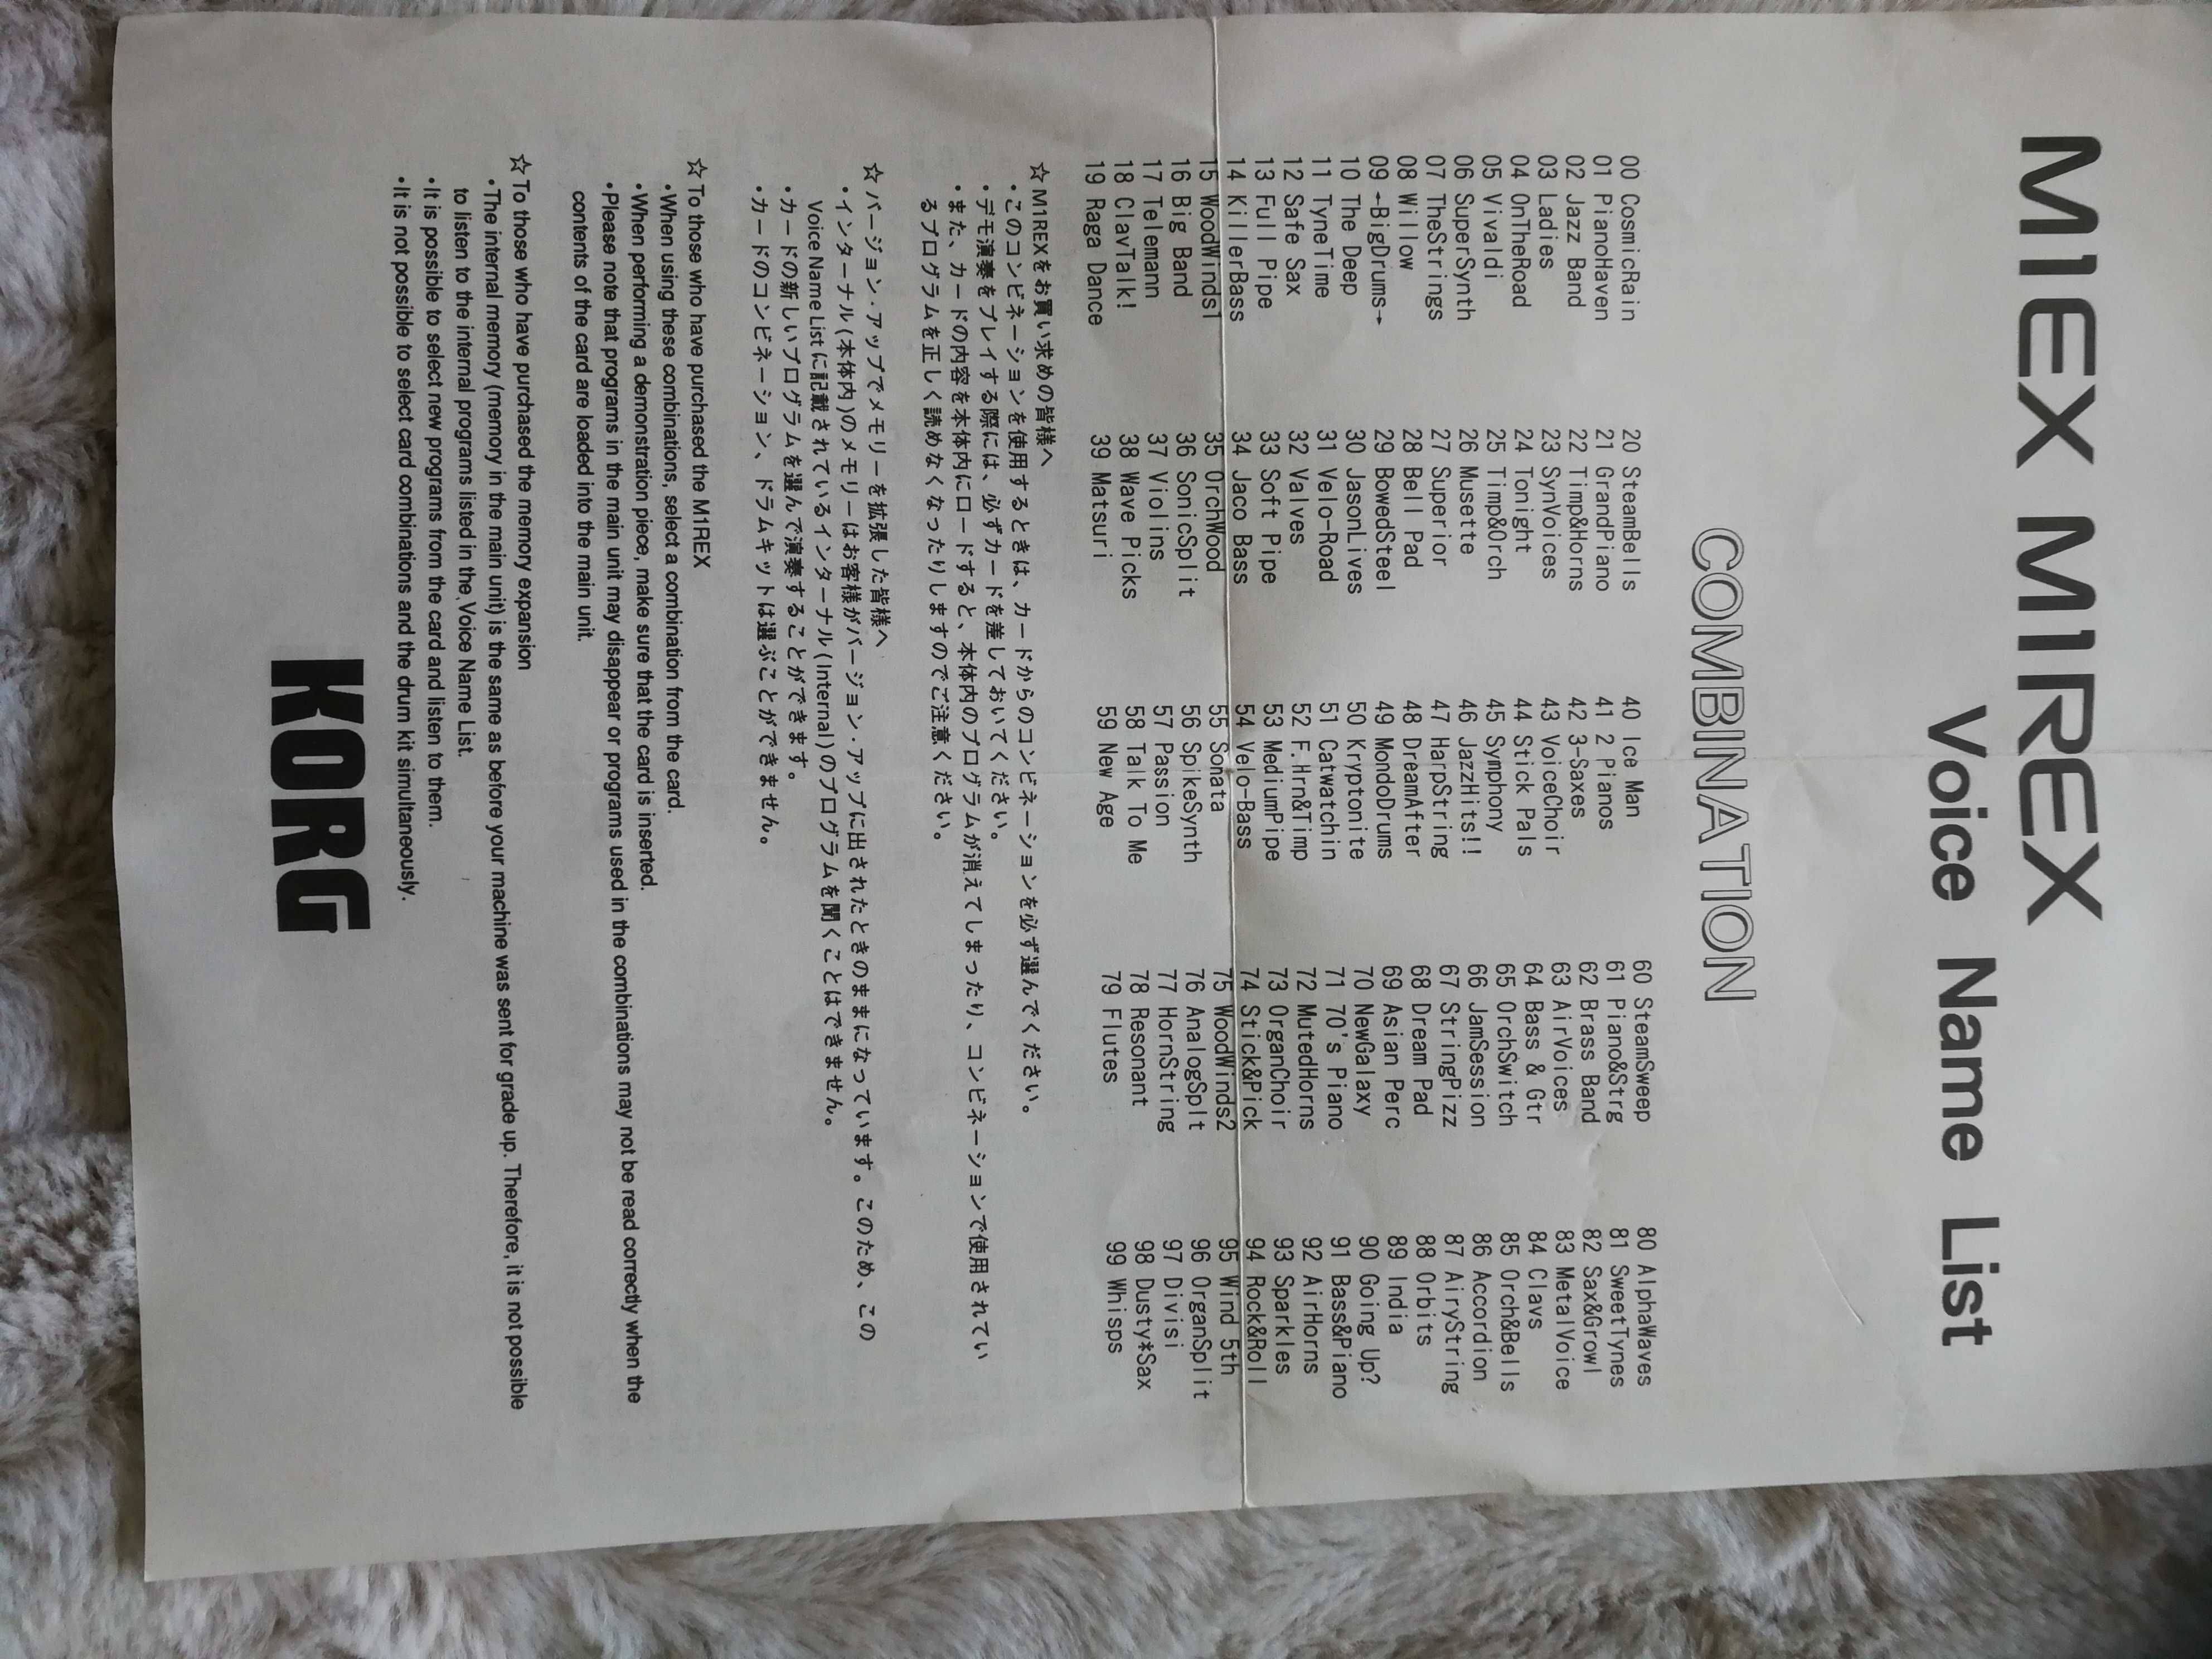 M1EX M1REX
Voice Name List
COMBINATION
00 CosmicRain 20 SteamBells 40 Ice Man 60 SteamSweep 80 AlphaWaves
01 PianoHaven 21 GrandPiano 41 2 Pianos 61 Piano&Strg 81 SweetTynes
02 Jazz Band 22 Timp&Horns 42 3-Saxes 62 Brass Band 82 Sax&Growl
03 Ladies 23 SynVoices 43 VoiceChoir 63 AirVoices 83 MetalVoice
04 OnTheRoad 24 Tonight 44 Stick Pals 64 Bass & Gtr 84 Clavs
05 Vivaldi 25 Timp&Orch 45 Symphony 65 OrchSwitch 85 Orch&Bells
06 SuperSynth 26 Musette 46 JazzHits!! 66 JamSession 86 Accordion
07 TheStrings 27 Superior 47 HarpString 67 StringPizz 87 AiryString
08 Willow 28 Bell Pad 48 DreamAfter 68 Dream Pad 88 Orbits
09 ←BigDrums→ 29 BowedSteel 49 MondoDrums 69 Asian Perc 89 India
10 The Deep 30 JasonLives 50 Kryptonite 70 NewGalaxy 90 Going Up?
11 TyneTime 31 Velo-Road 51 Catwatchin 71 70's Piano 91 Bass&Piano
12 Safe Sax 32 Valves 52 F.Hrn&Timp 72 MutedHorns 92 AirHorns
13 Full Pipe 33 Soft Pipe 53 MediumPipe 73 OrganChoir 93 Sparkles
14 KillerBass 34 Jaco Bass 54 Velo-Bass 74 Stick&Pick 94 Rock&Roll
15 WoodWinds1 35 OrchWood 55 Sonata 75 WoodWinds2 95 Wind 5th
16 Big Band 36 SonicSplit 56 SpikeSynth 76 AnalogSplt 96 OrganSplit
17 Telemann 37 Violins 57 Passion 77 HornString 97 Divisi
18 ClavTalk! 38 Wave Picks 58 Talk To Me 78 Resonant 98 Dusty*Sax
19 Raga Dance 39 Matsuri 59 New Age 79 Flutes 99 Whisps
☆M1REXをお買い求めの皆様へ
・このコンビネーションを使用するときは、カードからのコンビネーションを必ず選んでください。
・デモ演奏をプレイする際には、必ずカードを差しておいてください。
・また、カードの内容を本体内にロードすると、本体内のプログラムが消えてしまったり、コンビネーションで使用されてい
るプログラムを正しく読めなくなったりしますのでご注意ください。
☆バージョン・アップでメモリーを拡張した皆様へ
・インターナル(本体内)のメモリーはお客様がバージョン・アップに出されたときのままになっています。このため、この
Voice Name Listに記載されているインターナル(Internal)のプログラムを聞くことはできません。
・カードの新しいプログラムを選んで演奏することができます。
・カードのコンビネーション、ドラムキットは選ぶことができません。
☆To those who have purchased the M1REX
•When using these combinations, select a combination from the card.
•When performing a demonstration piece, make sure that the card is inserted.
•Please note that programs in the main unit may disappear or programs used in the combinations may not be read correctly when the
contents of the card are loaded into the main unit.
☆To those who have purchased the memory expansion
•The internal memory (memory in the main unit) is the same as before your machine was sent for grade up. Therefore, it is not possible
to listen to the internal programs listed in the Voice Name List.
•It is possible to select new programs from the card and listen to them.
•It is not possible to select card combinations and the drum kit simultaneously.
KORG